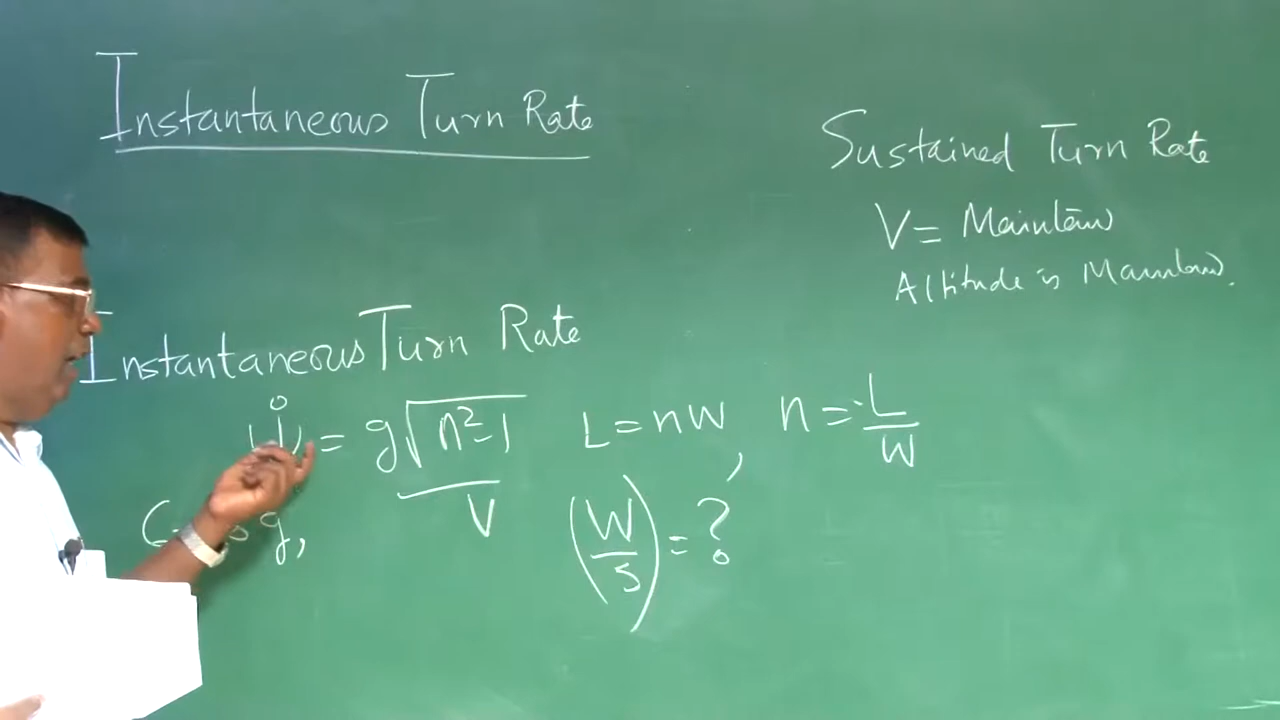 Instantaneous Turn Rate
Sustained Turn Rate
V = Maintain
Altitude is Maintain.
Instantaneous Turn Rate
ψ̇ = g√(n²-1) / V   L = nW, n = L/W
g,   (W/S) = ?